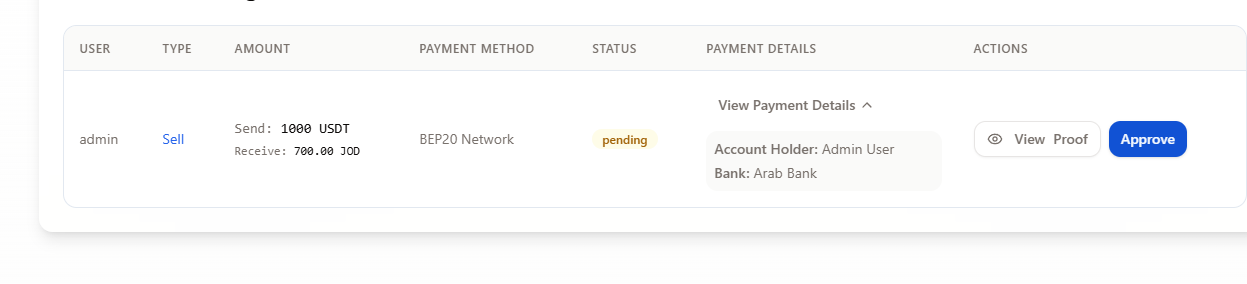 USER TYPE AMOUNT PAYMENT METHOD STATUS PAYMENT DETAILS ACTIONS
admin Sell Send: 1000 USDT
Receive: 700.00 JOD
BEP20 Network pending
View Payment Details
Account Holder: Admin User
Bank: Arab Bank
View Proof Approve